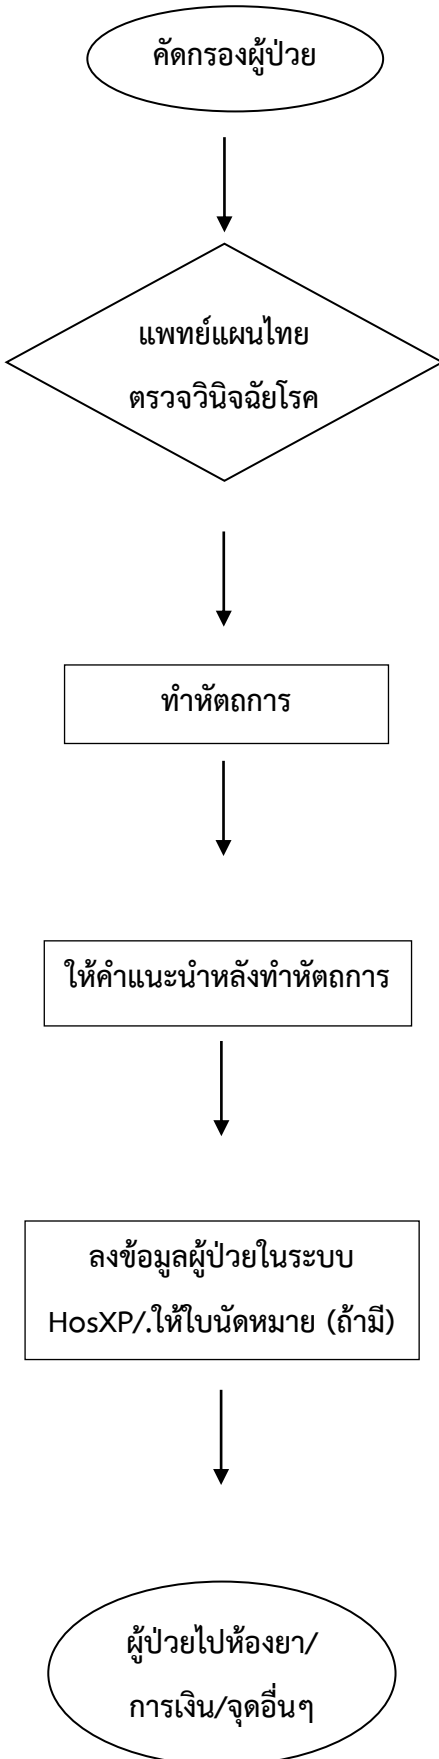 คัดกรองผู้ป่วย
แพทย์แผนไทย
ตรวจวินิจฉัยโรค
ทำหัตถการ
ให้คำแนะนำหลังทำหัตถการ
ลงข้อมูลผู้ป่วยในระบบ
HosXP/.ให้ใบนัดหมาย (ถ้ามี)
ผู้ป่วยไปห้องยา/
การเงิน/จุดอื่นๆ